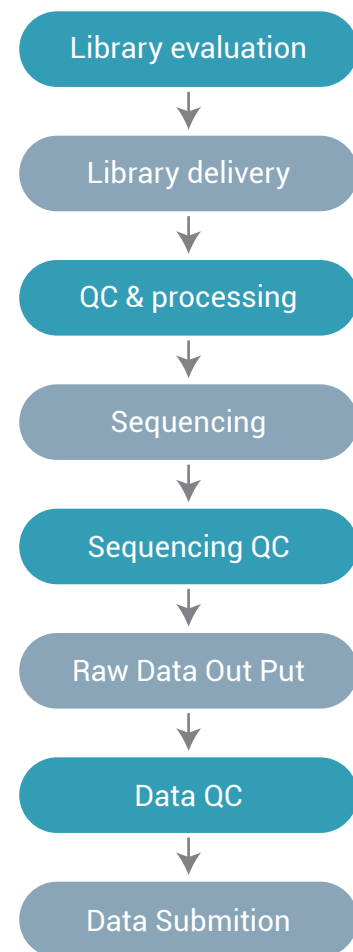 Library evaluation
Library delivery
QC & processing
Sequencing
Sequencing QC
Raw Data Out Put
Data QC
Data Submition